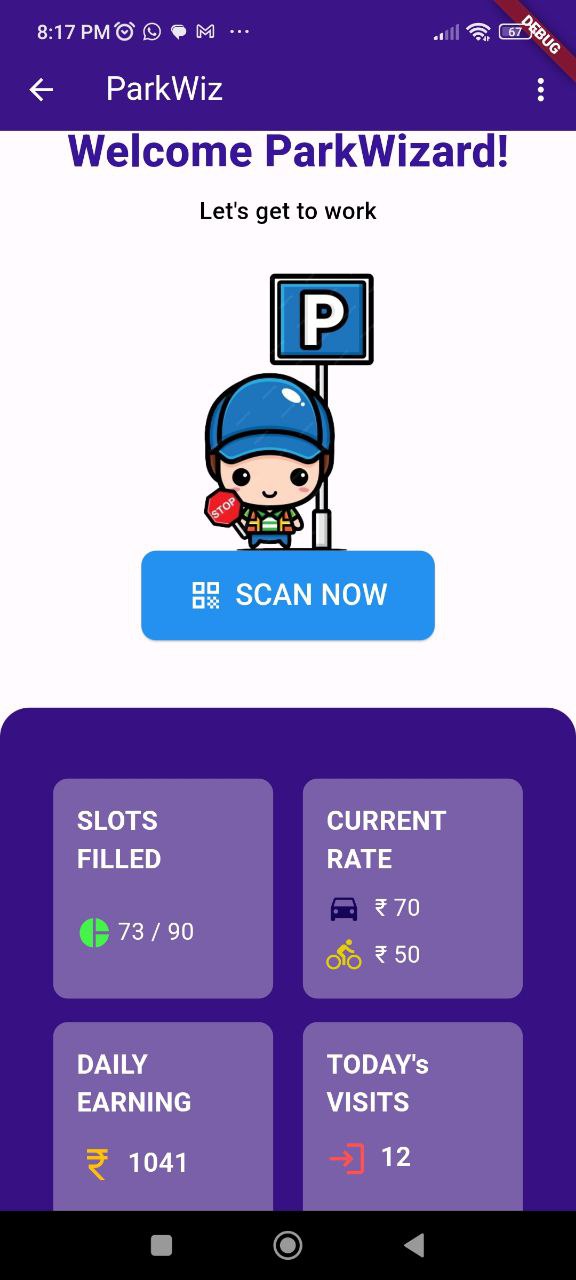 8:17 PM
67
DEBUG
ParkWiz
Welcome ParkWizard!
Let's get to work
P
STOP
SCAN NOW
SLOTS
FILLED
73 / 90
CURRENT
RATE
₹ 70
₹ 50
DAILY
EARNING
₹ 1041
TODAY's
VISITS
12